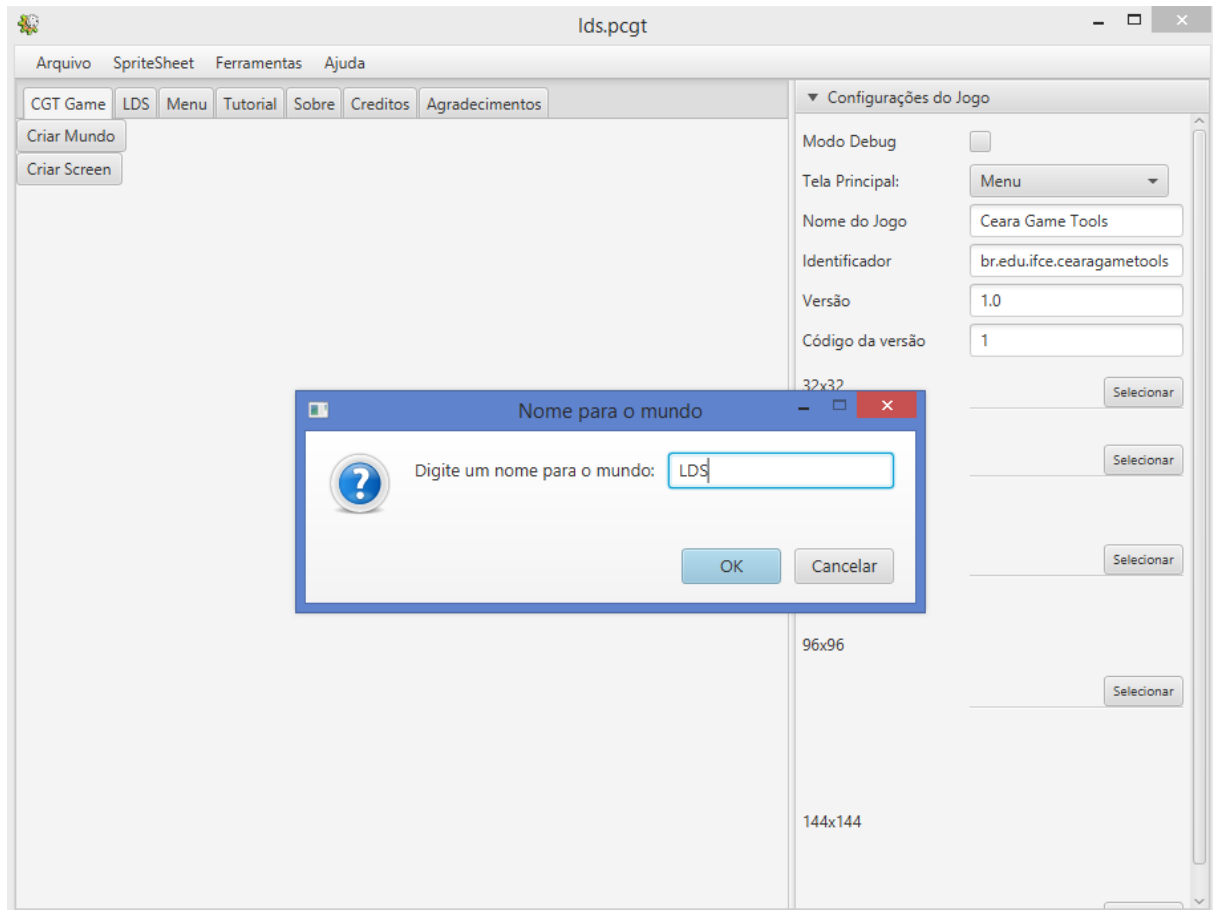 lds.pcgt
Arquivo SpriteSheet Ferramentas Ajuda
CGT Game LDS Menu Tutorial Sobre Creditos Agradecimentos
Criar Mundo
Criar Screen
Configurações do Jogo
Modo Debug
Tela Principal: Menu
Nome do Jogo Ceara Game Tools
Identificador br.edu.ifce.cearagametools
Versão 1.0
Código da versão 1
32x32
Selecionar
Selecionar
Selecionar
96x96
Selecionar
144x144
Nome para o mundo
Digite um nome para o mundo: LDS
OK Cancelar